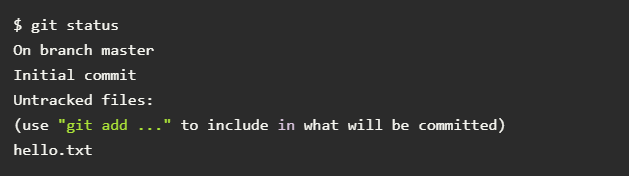 $ git status
On branch master
Initial commit
Untracked files:
(use "git add ..." to include in what will be committed)
hello.txt